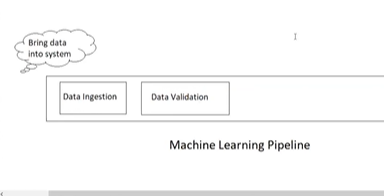 Bring data
into system
Data Ingestion
Data Validation
Machine Learning Pipeline